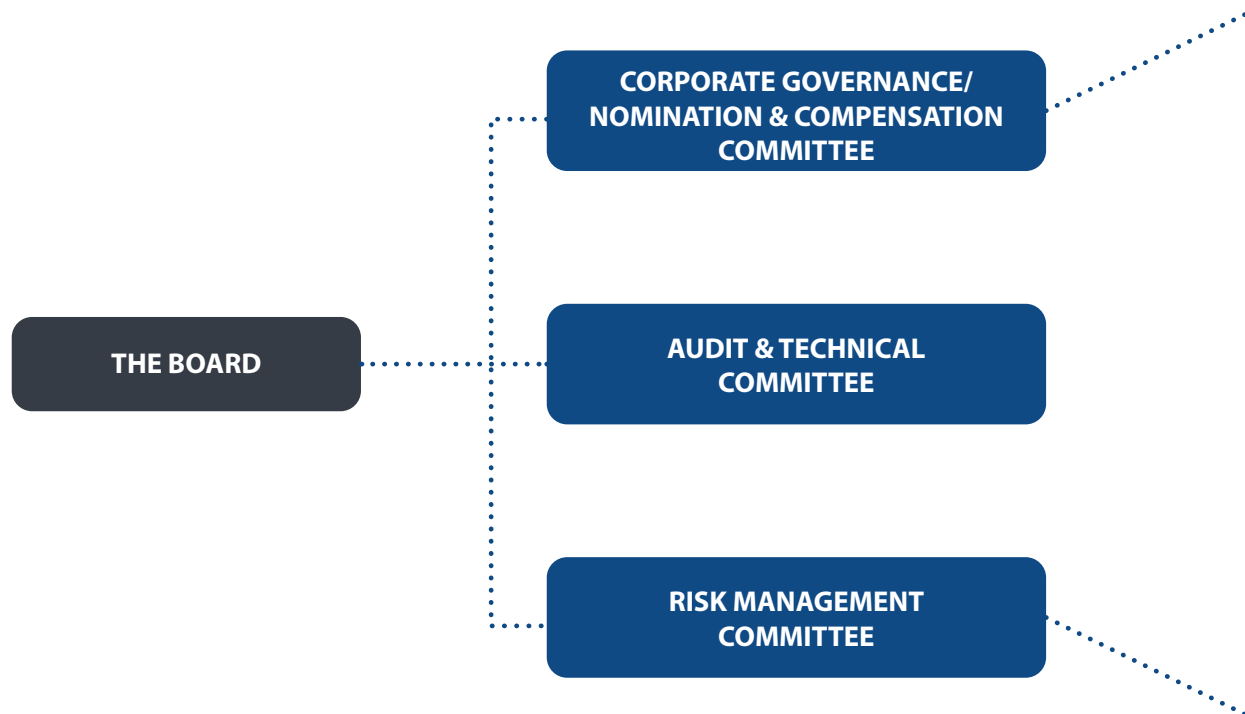 CORPORATE GOVERNANCE/
NOMINATION & COMPENSATION
COMMITTEE
THE BOARD
AUDIT & TECHNICAL
COMMITTEE
RISK MANAGEMENT
COMMITTEE